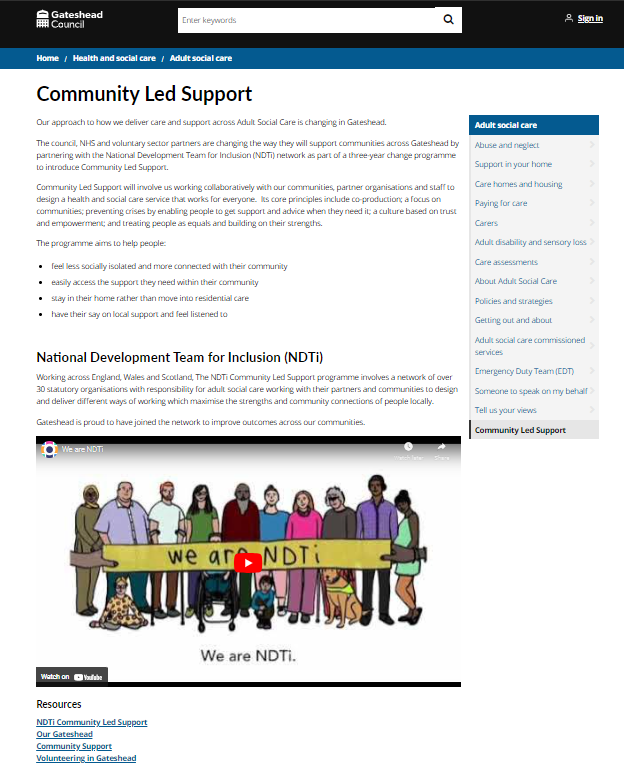 Gateshead
Council
Enter keywords
Sign in
Home / Health and social care / Adult social care
Community Led Support
Our approach to how we deliver care and support across Adult Social Care is changing in Gateshead.
The council, NHS and voluntary sector partners are changing the way they will support communities across Gateshead by
partnering with the National Development Team for Inclusion (NDTi) network as part of a three-year change programme
to introduce Community Led Support.
Community Led Support will involve us working collaboratively with our communities, partner organisations and staff to
design a health and social care service that works for everyone. Its core principles include co-production; a focus on
communities; preventing crises by enabling people to get support and advice when they need it; a culture based on trust
and empowerment; and treating people as equals and building on their strengths.
The programme aims to help people:
• feel less socially isolated and more connected with their community
• easily access the support they need within their community
• stay in their home rather than move into residential care
• have their say on local support and feel listened to
National Development Team for Inclusion (NDTi)
Working across England, Wales and Scotland, The NDTi Community Led Support programme involves a network of over
30 statutory organisations with responsibility for adult social care working with their partners and communities to design
and deliver different ways of working which maximise the strengths and community connections of people locally.
Gateshead is proud to have joined the network to improve outcomes across our communities.
We are NDTi
Watch later
Share
we are NDTi
We are NDTi.
Watch on YouTube
Resources
NDTi Community Led Support
Our Gateshead
Community Support
Volunteering in Gateshead
Adult social care
Abuse and neglect
Support in your home
Care homes and housing
Paying for care
Carers
Adult disability and sensory loss
Care assessments
About Adult Social Care
Policies and strategies
Getting out and about
Adult social care commissioned
services
Emergency Duty Team (EDT)
Someone to speak on my behalf
Tell us your views
Community Led Support